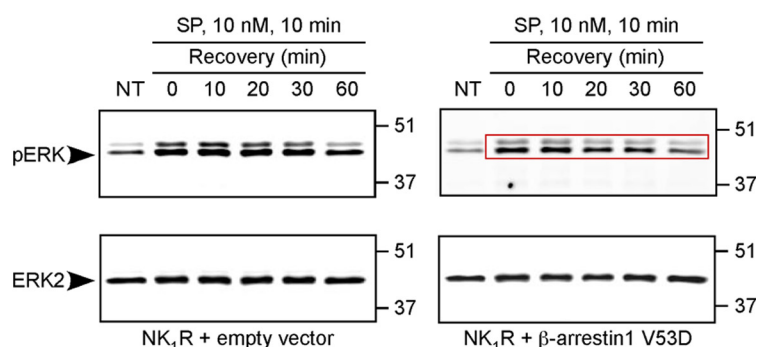 SP, 10 nM, 10 min SP, 10 nM, 10 min
Recovery (min) Recovery (min)
NT 0 10 20 30 60 NT 0 10 20 30 60
pERK 51 51
37 37
ERK2 51 51
37 37
NK₁R + empty vector NK₁R + β-arrestin1 V53D